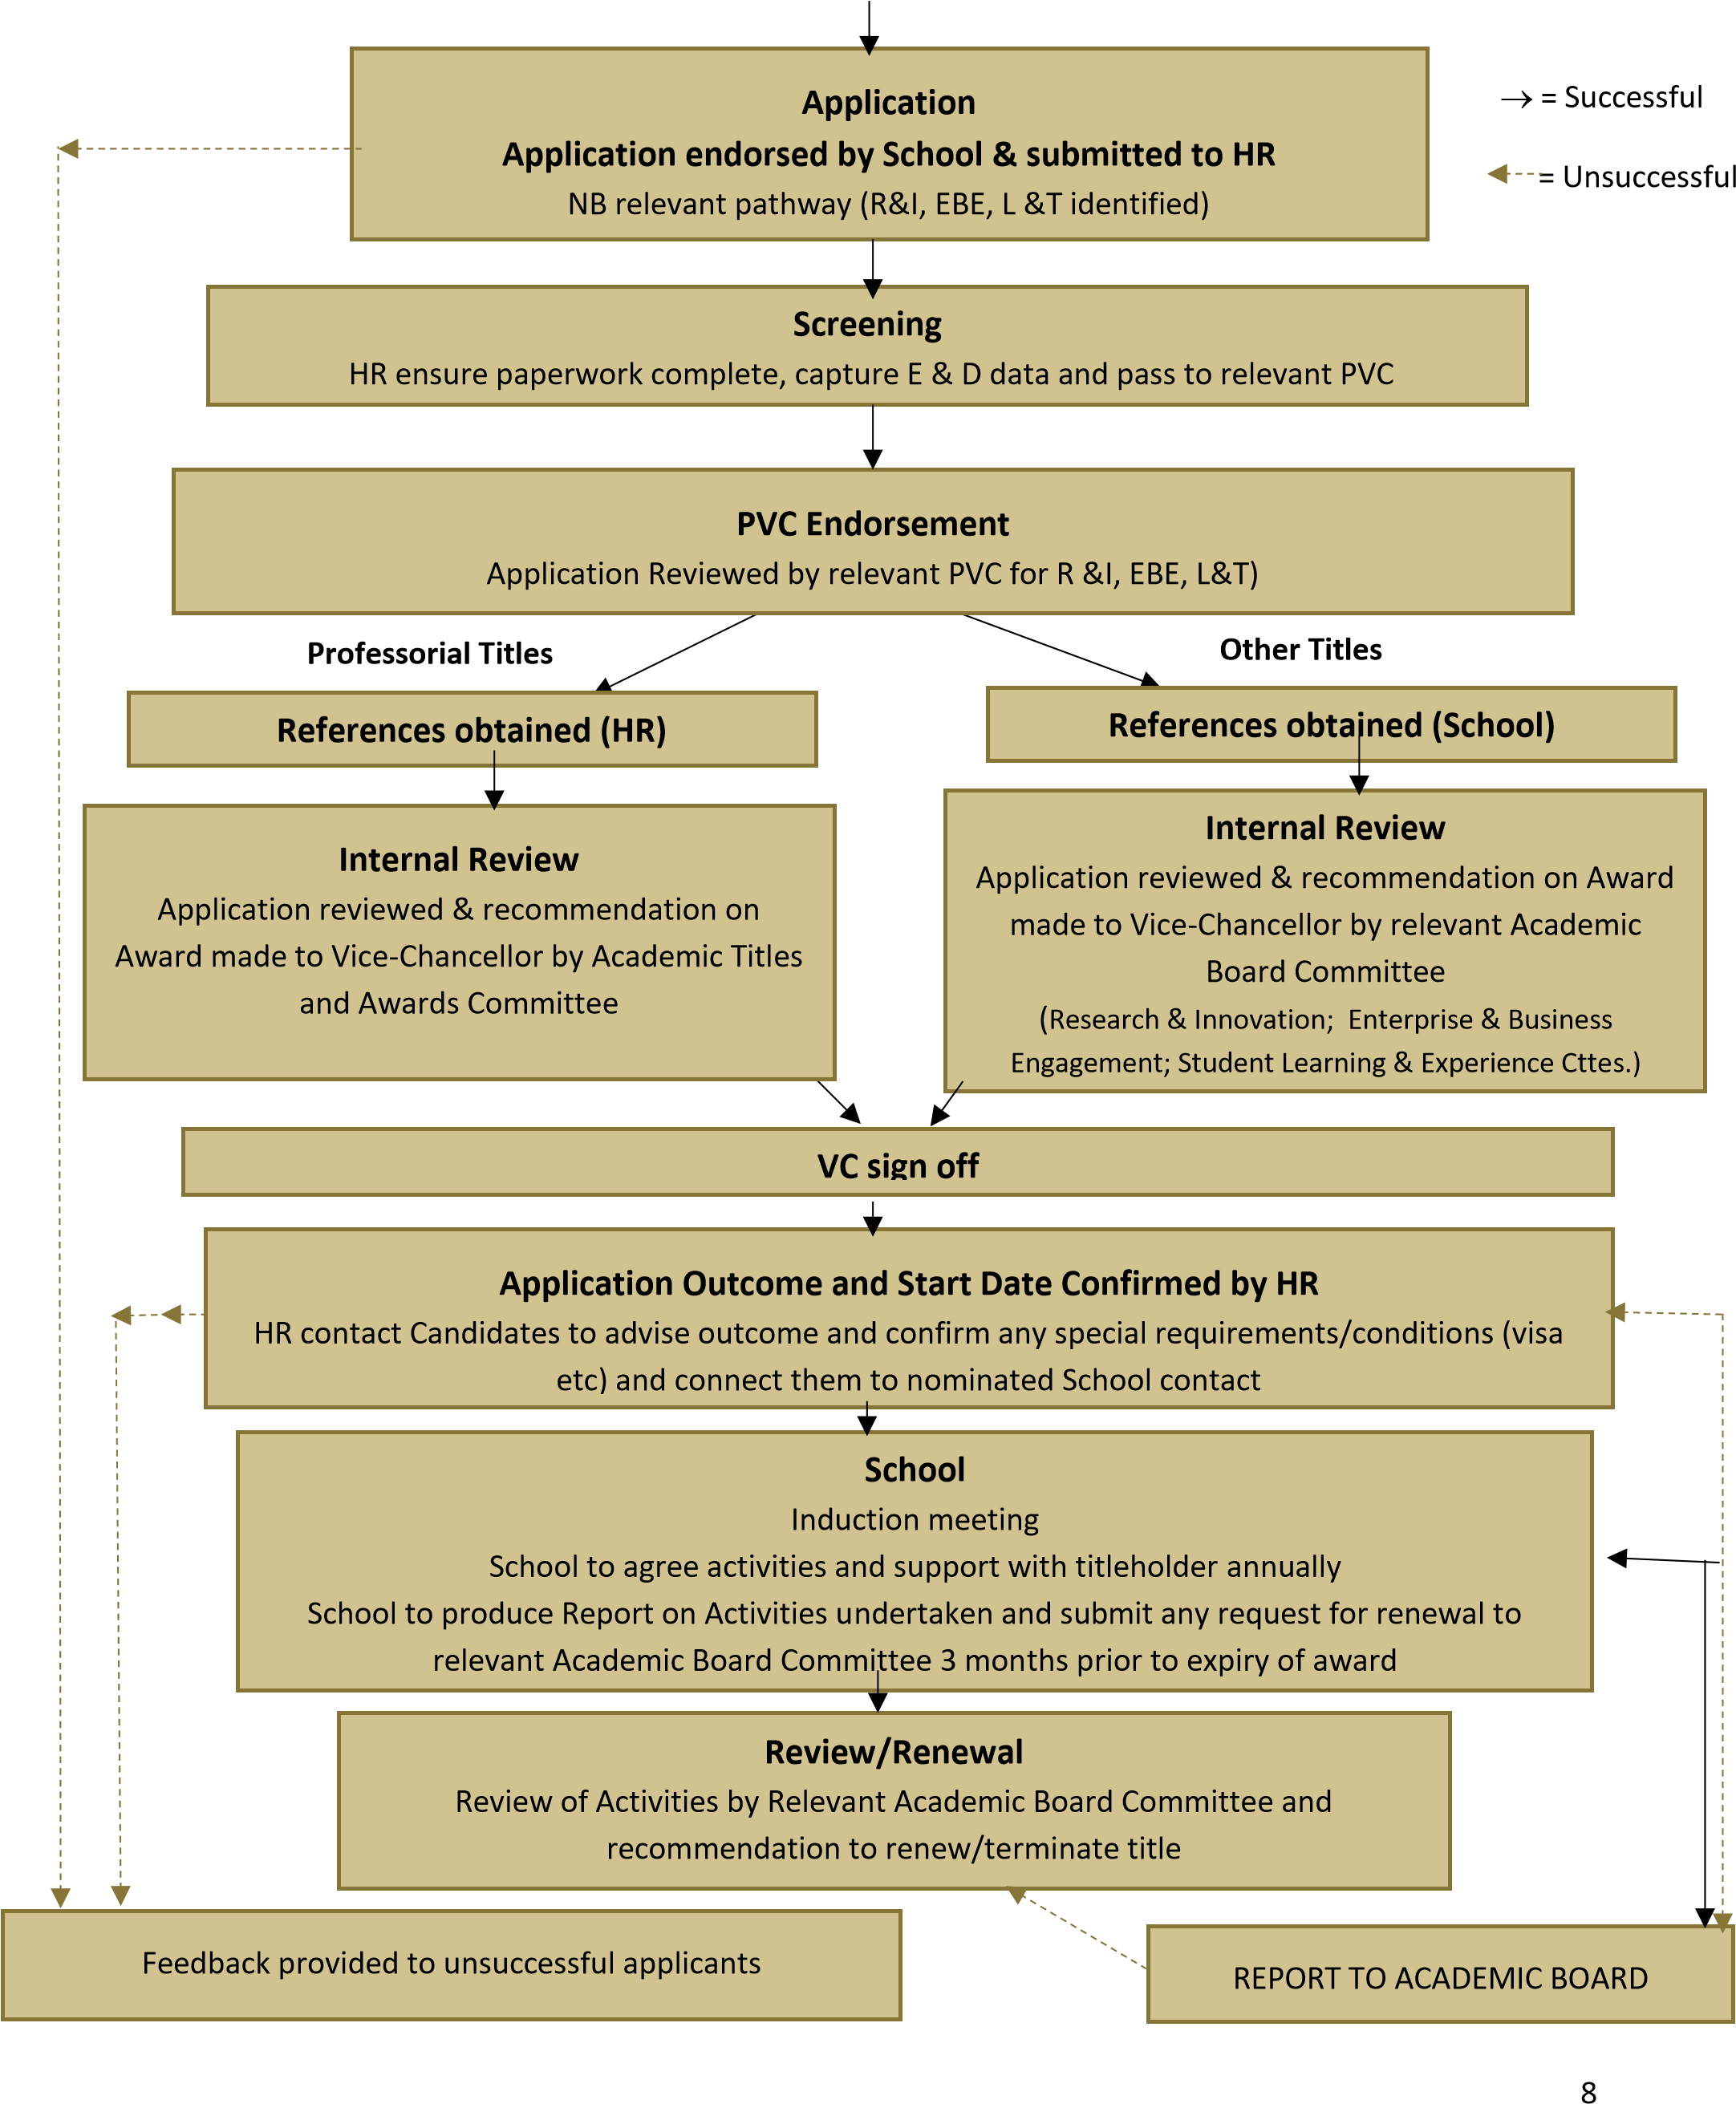 Application
Application endorsed by School & submitted to HR
NB relevant pathway (R&I, EBE, L &T identified)
→ = Successful
= Unsuccessful
Screening
HR ensure paperwork complete, capture E & D data and pass to relevant PVC
PVC Endorsement
Application Reviewed by relevant PVC for R &I, EBE, L&T)
Professorial Titles
Other Titles
References obtained (HR)
References obtained (School)
Internal Review
Application reviewed & recommendation on
Award made to Vice-Chancellor by Academic Titles
and Awards Committee
Internal Review
Application reviewed & recommendation on Award
made to Vice-Chancellor by relevant Academic
Board Committee
(Research & Innovation;  Enterprise & Business
Engagement; Student Learning & Experience Cttes.)
VC sign off
Application Outcome and Start Date Confirmed by HR
HR contact Candidates to advise outcome and confirm any special requirements/conditions (visa
etc) and connect them to nominated School contact
School
Induction meeting
School to agree activities and support with titleholder annually
School to produce Report on Activities undertaken and submit any request for renewal to
relevant Academic Board Committee 3 months prior to expiry of award
Review/Renewal
Review of Activities by Relevant Academic Board Committee and
recommendation to renew/terminate title
Feedback provided to unsuccessful applicants
REPORT TO ACADEMIC BOARD
8